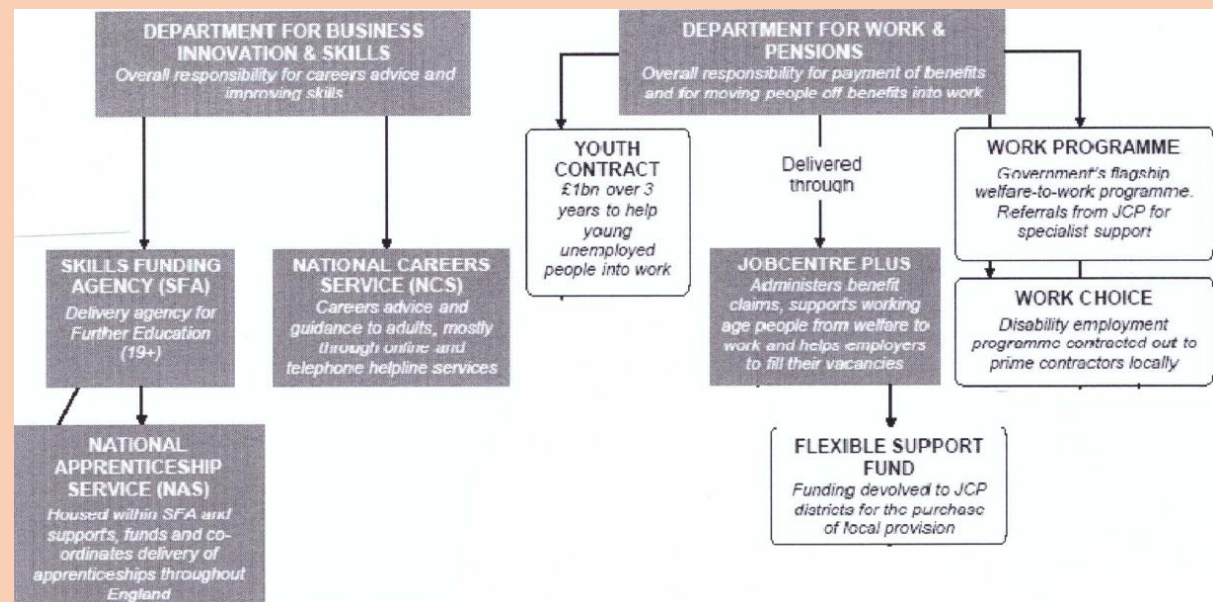 DEPARTMENT FOR BUSINESS
INNOVATION & SKILLS
Overall responsibility for careers advice and
improving skills
DEPARTMENT FOR WORK &
PENSIONS
Overall responsibility for payment of benefits
and for moving people off benefits into work
YOUTH
CONTRACT
£1bn over 3
years to help
young
unemployed
people into work
Delivered
through
WORK PROGRAMME
Government's flagship
welfare-to-work programme.
Referrals from JCP for
specialist support
SKILLS FUNDING
AGENCY (SFA)
Delivery agency for
Further Education
(19+)
NATIONAL CAREERS
SERVICE (NCS)
Careers advice and
guidance to adults, mostly
through online and
telephone helpline services
JOBCENTRE PLUS
Administers benefit
claims, supports working
age people from welfare to
work and helps employers
to fill their vacancies
WORK CHOICE
Disability employment
programme contracted out to
prime contractors locally
NATIONAL
APPRENTICESHIP
SERVICE (NAS)
Housed within SFA and
supports, funds and co-
ordinates delivery of
apprenticeships throughout
England
FLEXIBLE SUPPORT
FUND
Funding devolved to JCP
districts for the purchase
of local provision